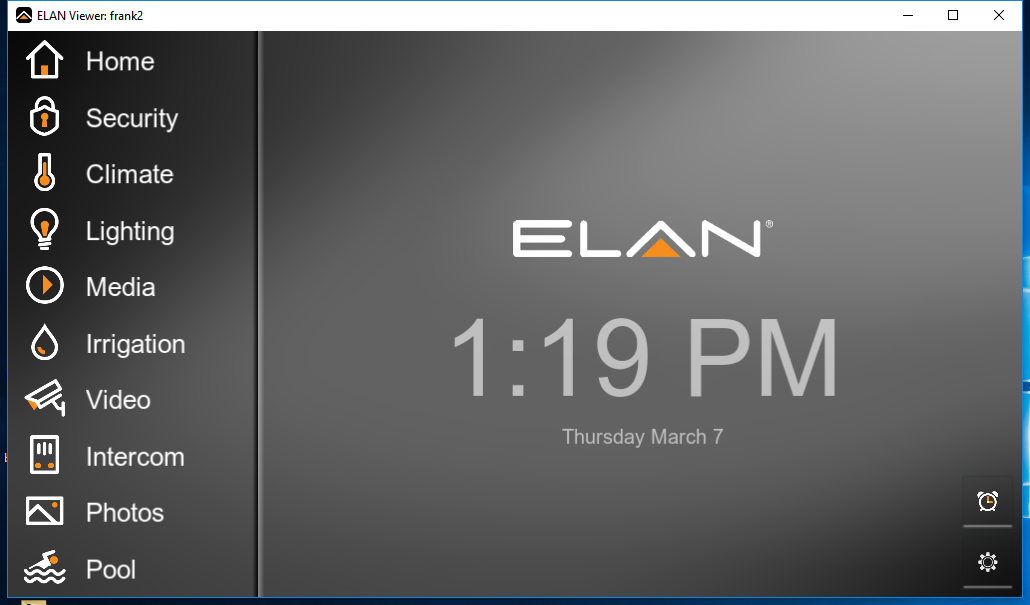 ELAN Viewer: frank2
Home
Security
Climate
Lighting
Media
Irrigation
Video
Intercom
Photos
Pool
ELAN®
1:19 PM
Thursday March 7